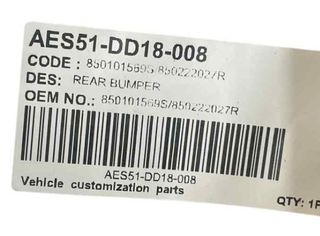 AES51-DD18-008
CODE : 850101569S/850222027R
DES: REAR BUMPER
OEM NO.: 850101569S/850222027R
AES51-DD18-008
Vehicle customization parts
QTY: 1P